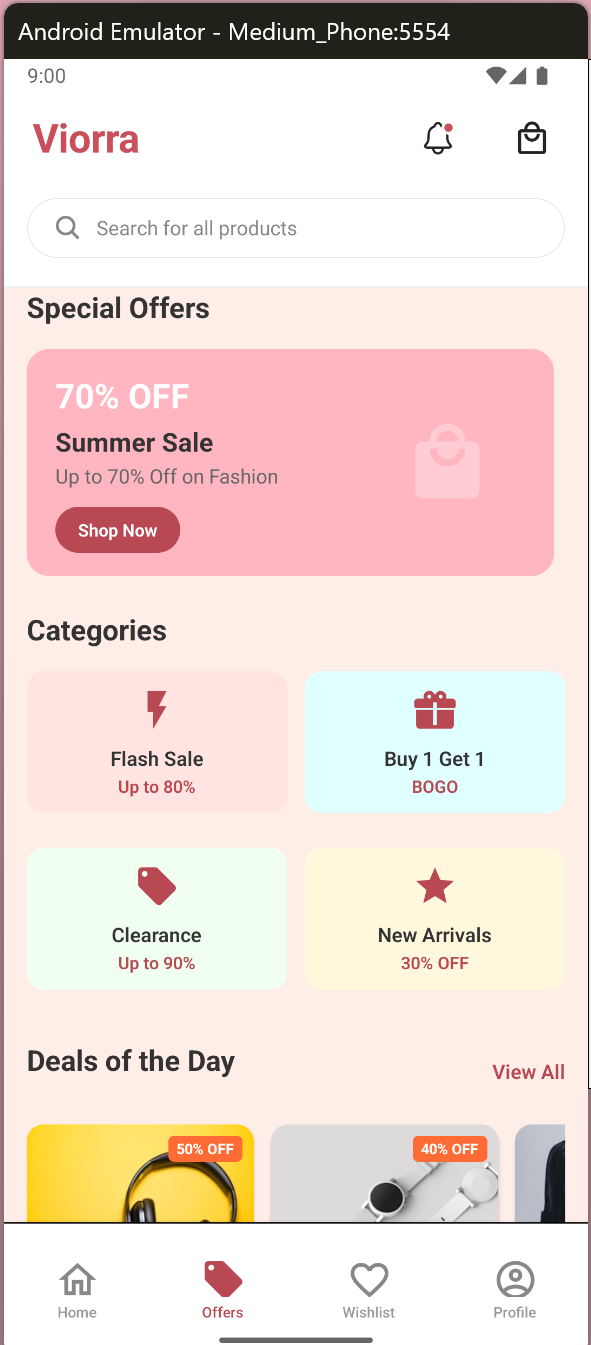 Android Emulator - Medium_Phone:5554
9:00
Viorra
Search for all products
Special Offers
70% OFF
Summer Sale
Up to 70% Off on Fashion
Shop Now
Categories
Flash Sale
Up to 80%
Buy 1 Get 1
BOGO
Clearance
Up to 90%
New Arrivals
30% OFF
Deals of the Day
View All
50% OFF
40% OFF
Home
Offers
Wishlist
Profile